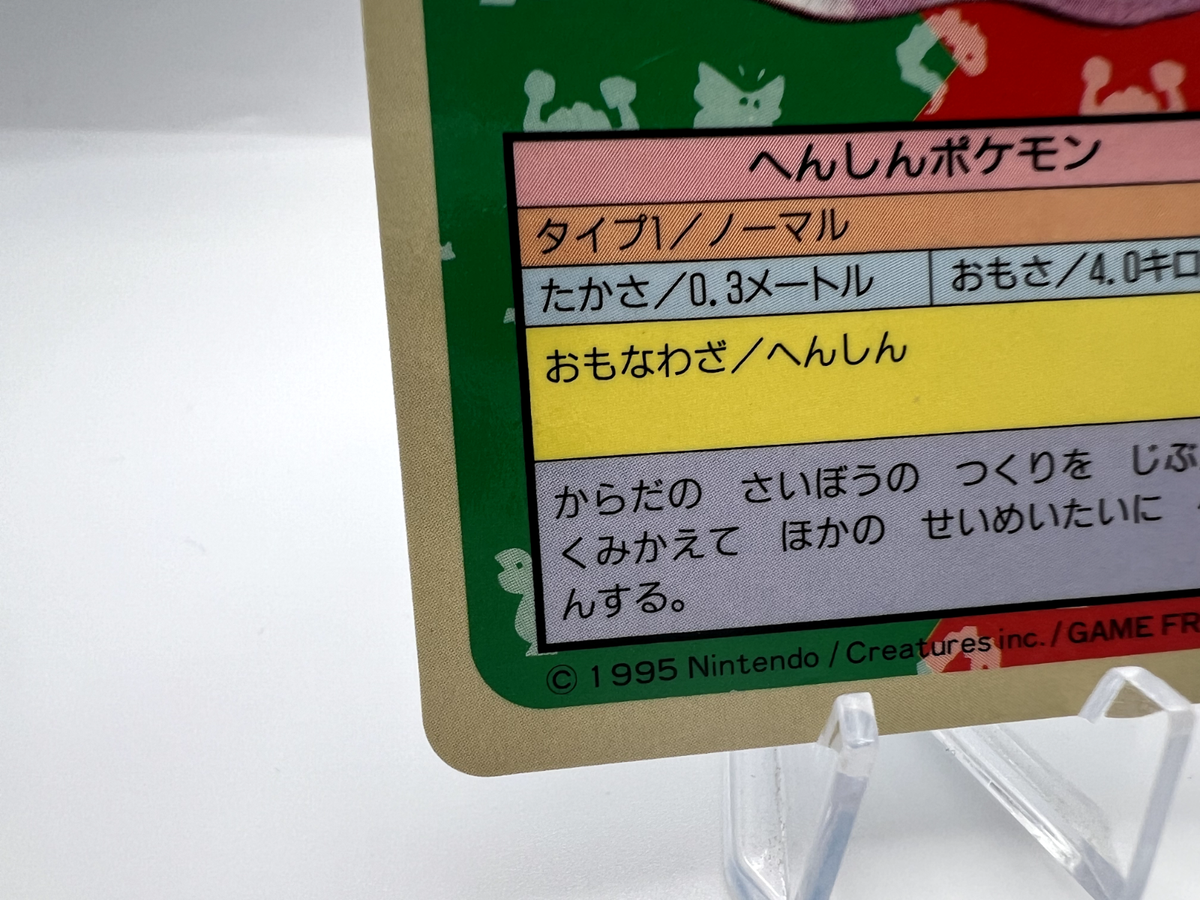 へんしんポケモン
タイプ1/ノーマル
たかさ/0.3メートル おもさ/4.0キロ
おもなわざ/へんしん
からだの さいぼうの つくりを じぶ
くみかえて ほかの せいめいたいに
んする。
© 1995 Nintendo / Creatures inc. / GAME FR